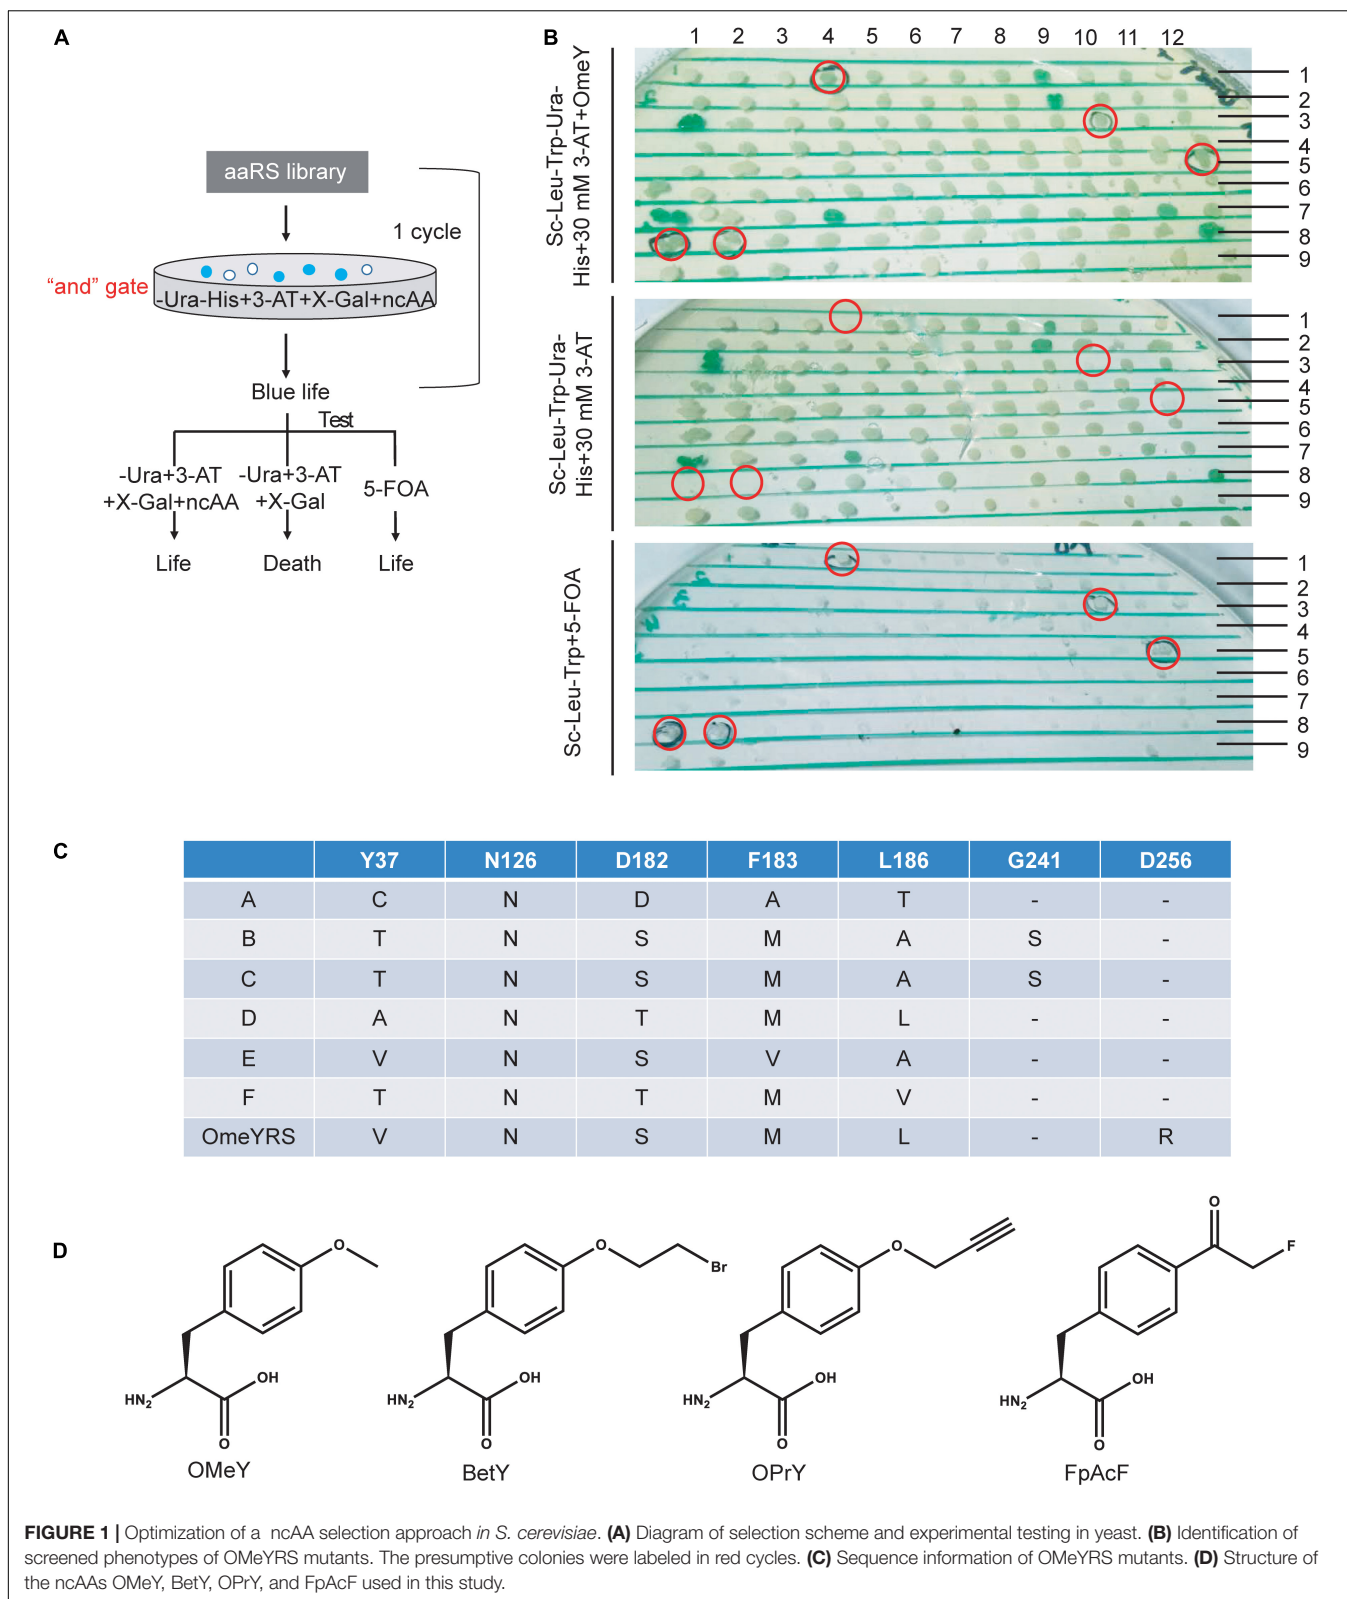 A
aaRS library
1 cycle
"and" gate
-Ura-His+3-AT+X-Gal+ncAA
Blue life
Test
-Ura+3-AT
+X-Gal+ncAA
-Ura+3-AT
+X-Gal
5-FOA
Life
Death
Life
B
1 2 3 4 5 6 7 8 9 10 11 12
Sc-Leu-Trp-Ura-
His+30 mM 3-AT+OmeY
1
2
3
4
5
6
7
8
9
Sc-Leu-Trp-Ura-
His+30 mM 3-AT
1
2
3
4
5
6
7
8
9
Sc-Leu-Trp+5-FOA
1
2
3
4
5
6
7
8
9
C
Y37 N126 D182 F183 L186 G241 D256
A C N D A T - -
B T N S M A S -
C T N S M A S -
D A N T M L - -
E V N S V A - -
F T N T M V - -
OmeYRS V N S M L - R
D
O
HN2
OH
O
OMeY
O
Br
HN2
OH
O
BetY
O
HN2
OH
O
OPrY
O
F
HN2
OH
O
FpAcF
FIGURE 1 | Optimization of a ncAA selection approach in S. cerevisiae. (A) Diagram of selection scheme and experimental testing in yeast. (B) Identification of
screened phenotypes of OMeYRS mutants. The presumptive colonies were labeled in red cycles. (C) Sequence information of OMeYRS mutants. (D) Structure of
the ncAAs OMeY, BetY, OPrY, and FpAcF used in this study.